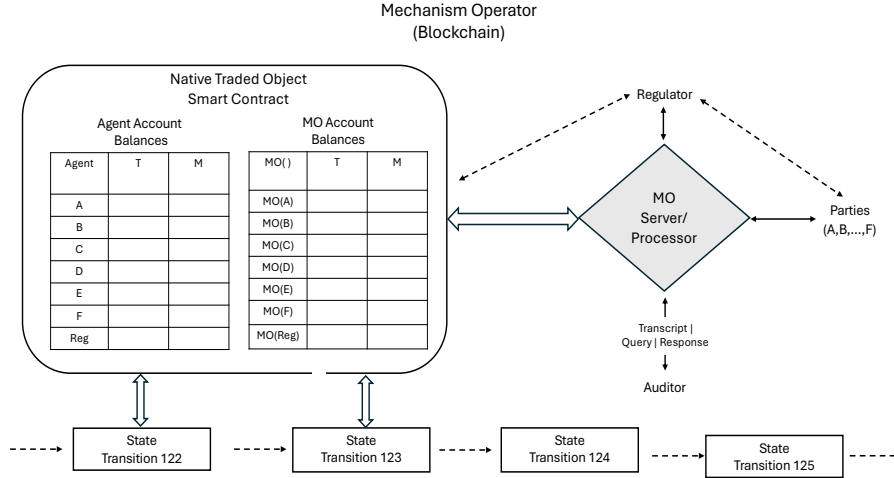 Mechanism Operator
(Blockchain)
Native Traded Object
Smart Contract
Agent Account
Balances
MO Account
Balances
Agent T M
A
B
C
D
E
F
Reg
MO( ) T M
MO(A)
MO(B)
MO(C)
MO(D)
MO(E)
MO(F)
MO(Reg)
Regulator
MO
Server/
Processor
Parties
(A,B,...,F)
Transcript |
Query | Response
Auditor
State
Transition 122
State
Transition 123
State
Transition 124
State
Transition 125